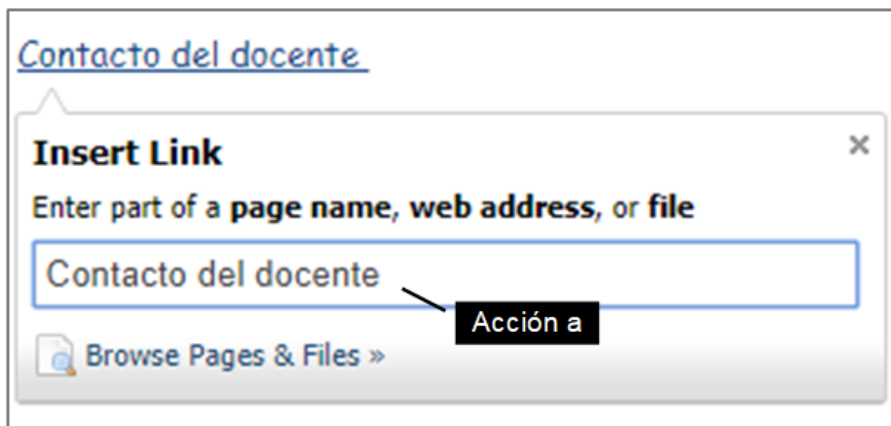 Contacto del docente
Insert Link
Enter part of a page name, web address, or file
Contacto del docente
Acción a
Browse Pages & Files »